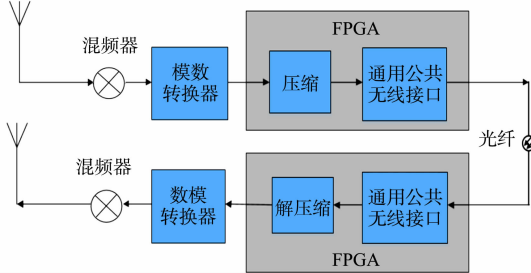 FPGA
混频器
模数
转换器
压缩
通用公共
无线接口
光纤
混频器
数模
转换器
解压缩
通用公共
无线接口
FPGA